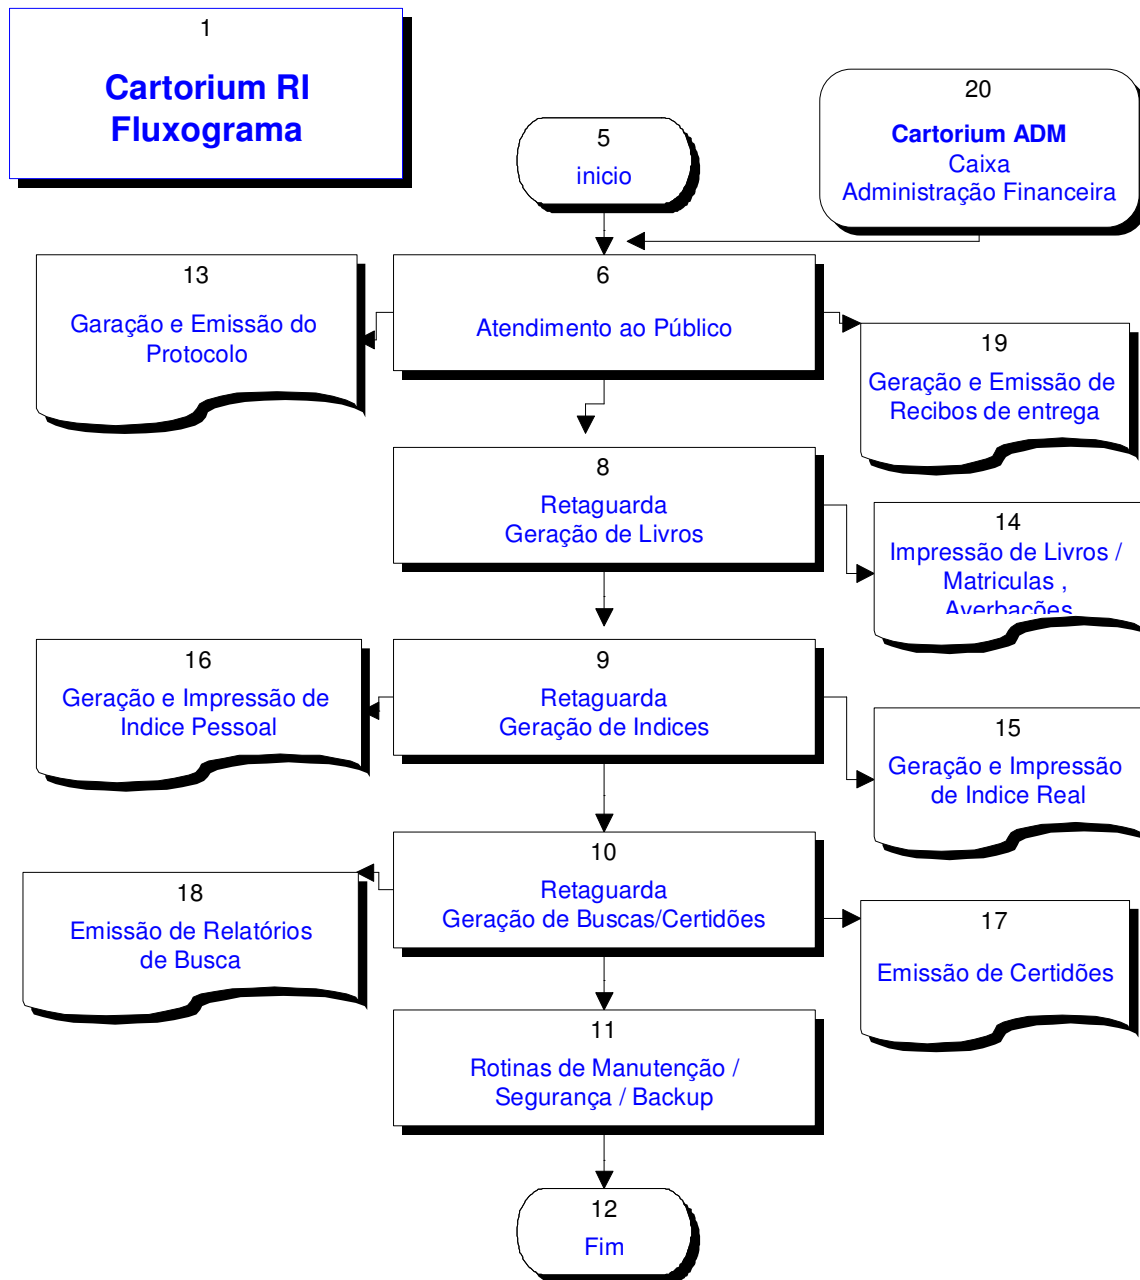 1
Cartorium RI
Fluxograma
20
Cartorium ADM
Caixa
Administração Financeira
5
inicio
13
Garação e Emissão do
Protocolo
6
Atendimento ao Público
19
Geração e Emissão de
Recibos de entrega
8
Retaguarda
Geração de Livros
14
Impressão de Livros /
Matriculas ,
Averbações
16
Geração e Impressão de
Indice Pessoal
9
Retaguarda
Geração de Indices
15
Geração e Impressão
de Indice Real
10
Retaguarda
Geração de Buscas/Certidões
18
Emissão de Relatórios
de Busca
17
Emissão de Certidões
11
Rotinas de Manutenção /
Segurança / Backup
12
Fim